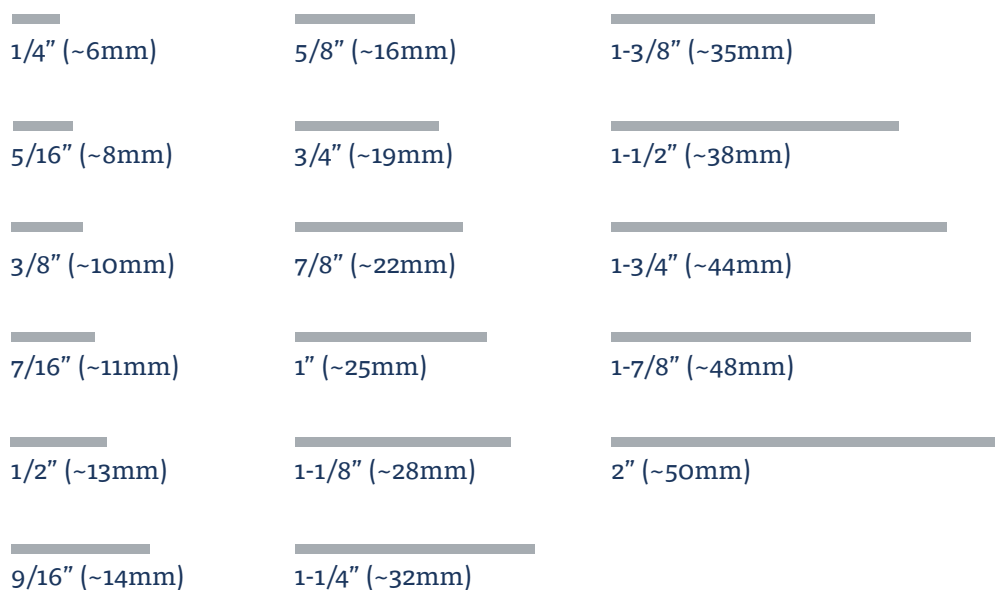 1/4” (~6mm)
5/16” (~8mm)
3/8” (~10mm)
7/16” (~11mm)
1/2” (~13mm)
9/16” (~14mm)
5/8” (~16mm)
3/4” (~19mm)
7/8” (~22mm)
1” (~25mm)
1-1/8” (~28mm)
1-1/4” (~32mm)
1-3/8” (~35mm)
1-1/2” (~38mm)
1-3/4” (~44mm)
1-7/8” (~48mm)
2” (~50mm)